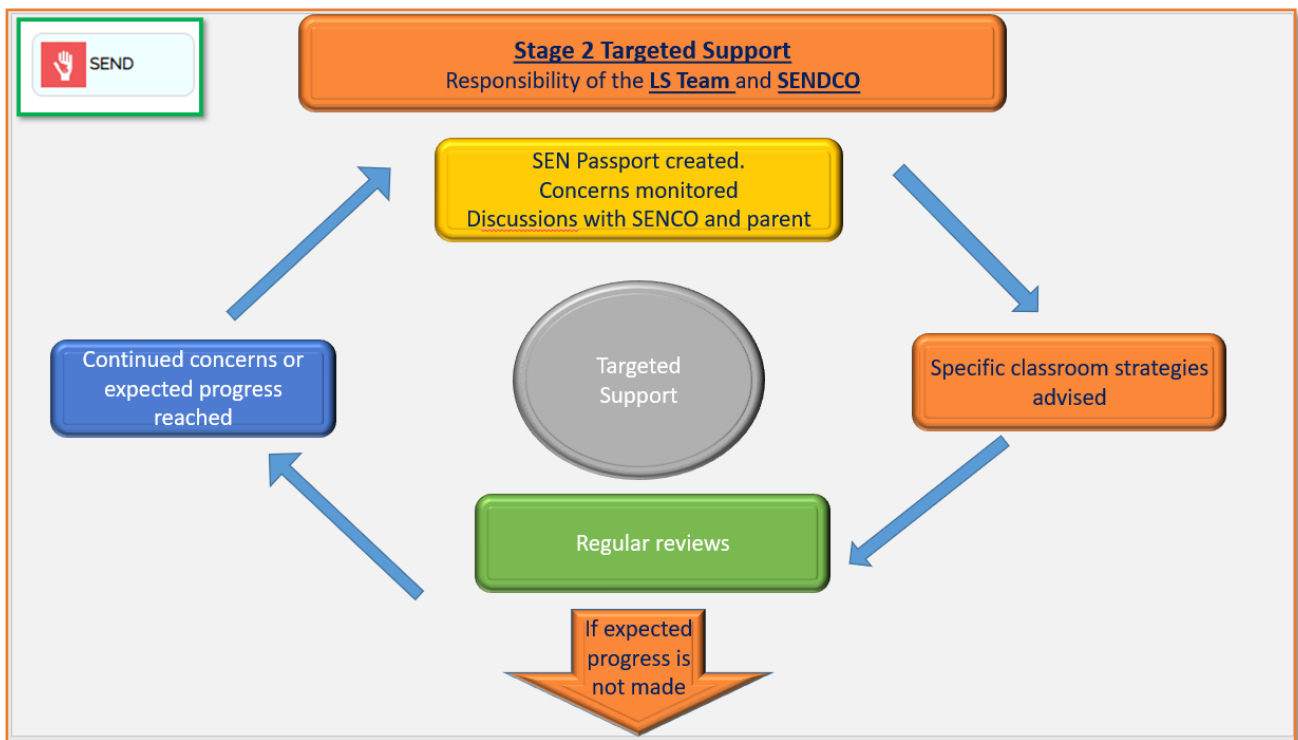 SEND
Stage 2 Targeted Support
Responsibility of the LS Team and SENDCO
SEN Passport created.
Concerns monitored
Discussions with SENCO and parent
Continued concerns or
expected progress
reached
Targeted
Support
Specific classroom strategies
advised
Regular reviews
If expected
progress is
not made